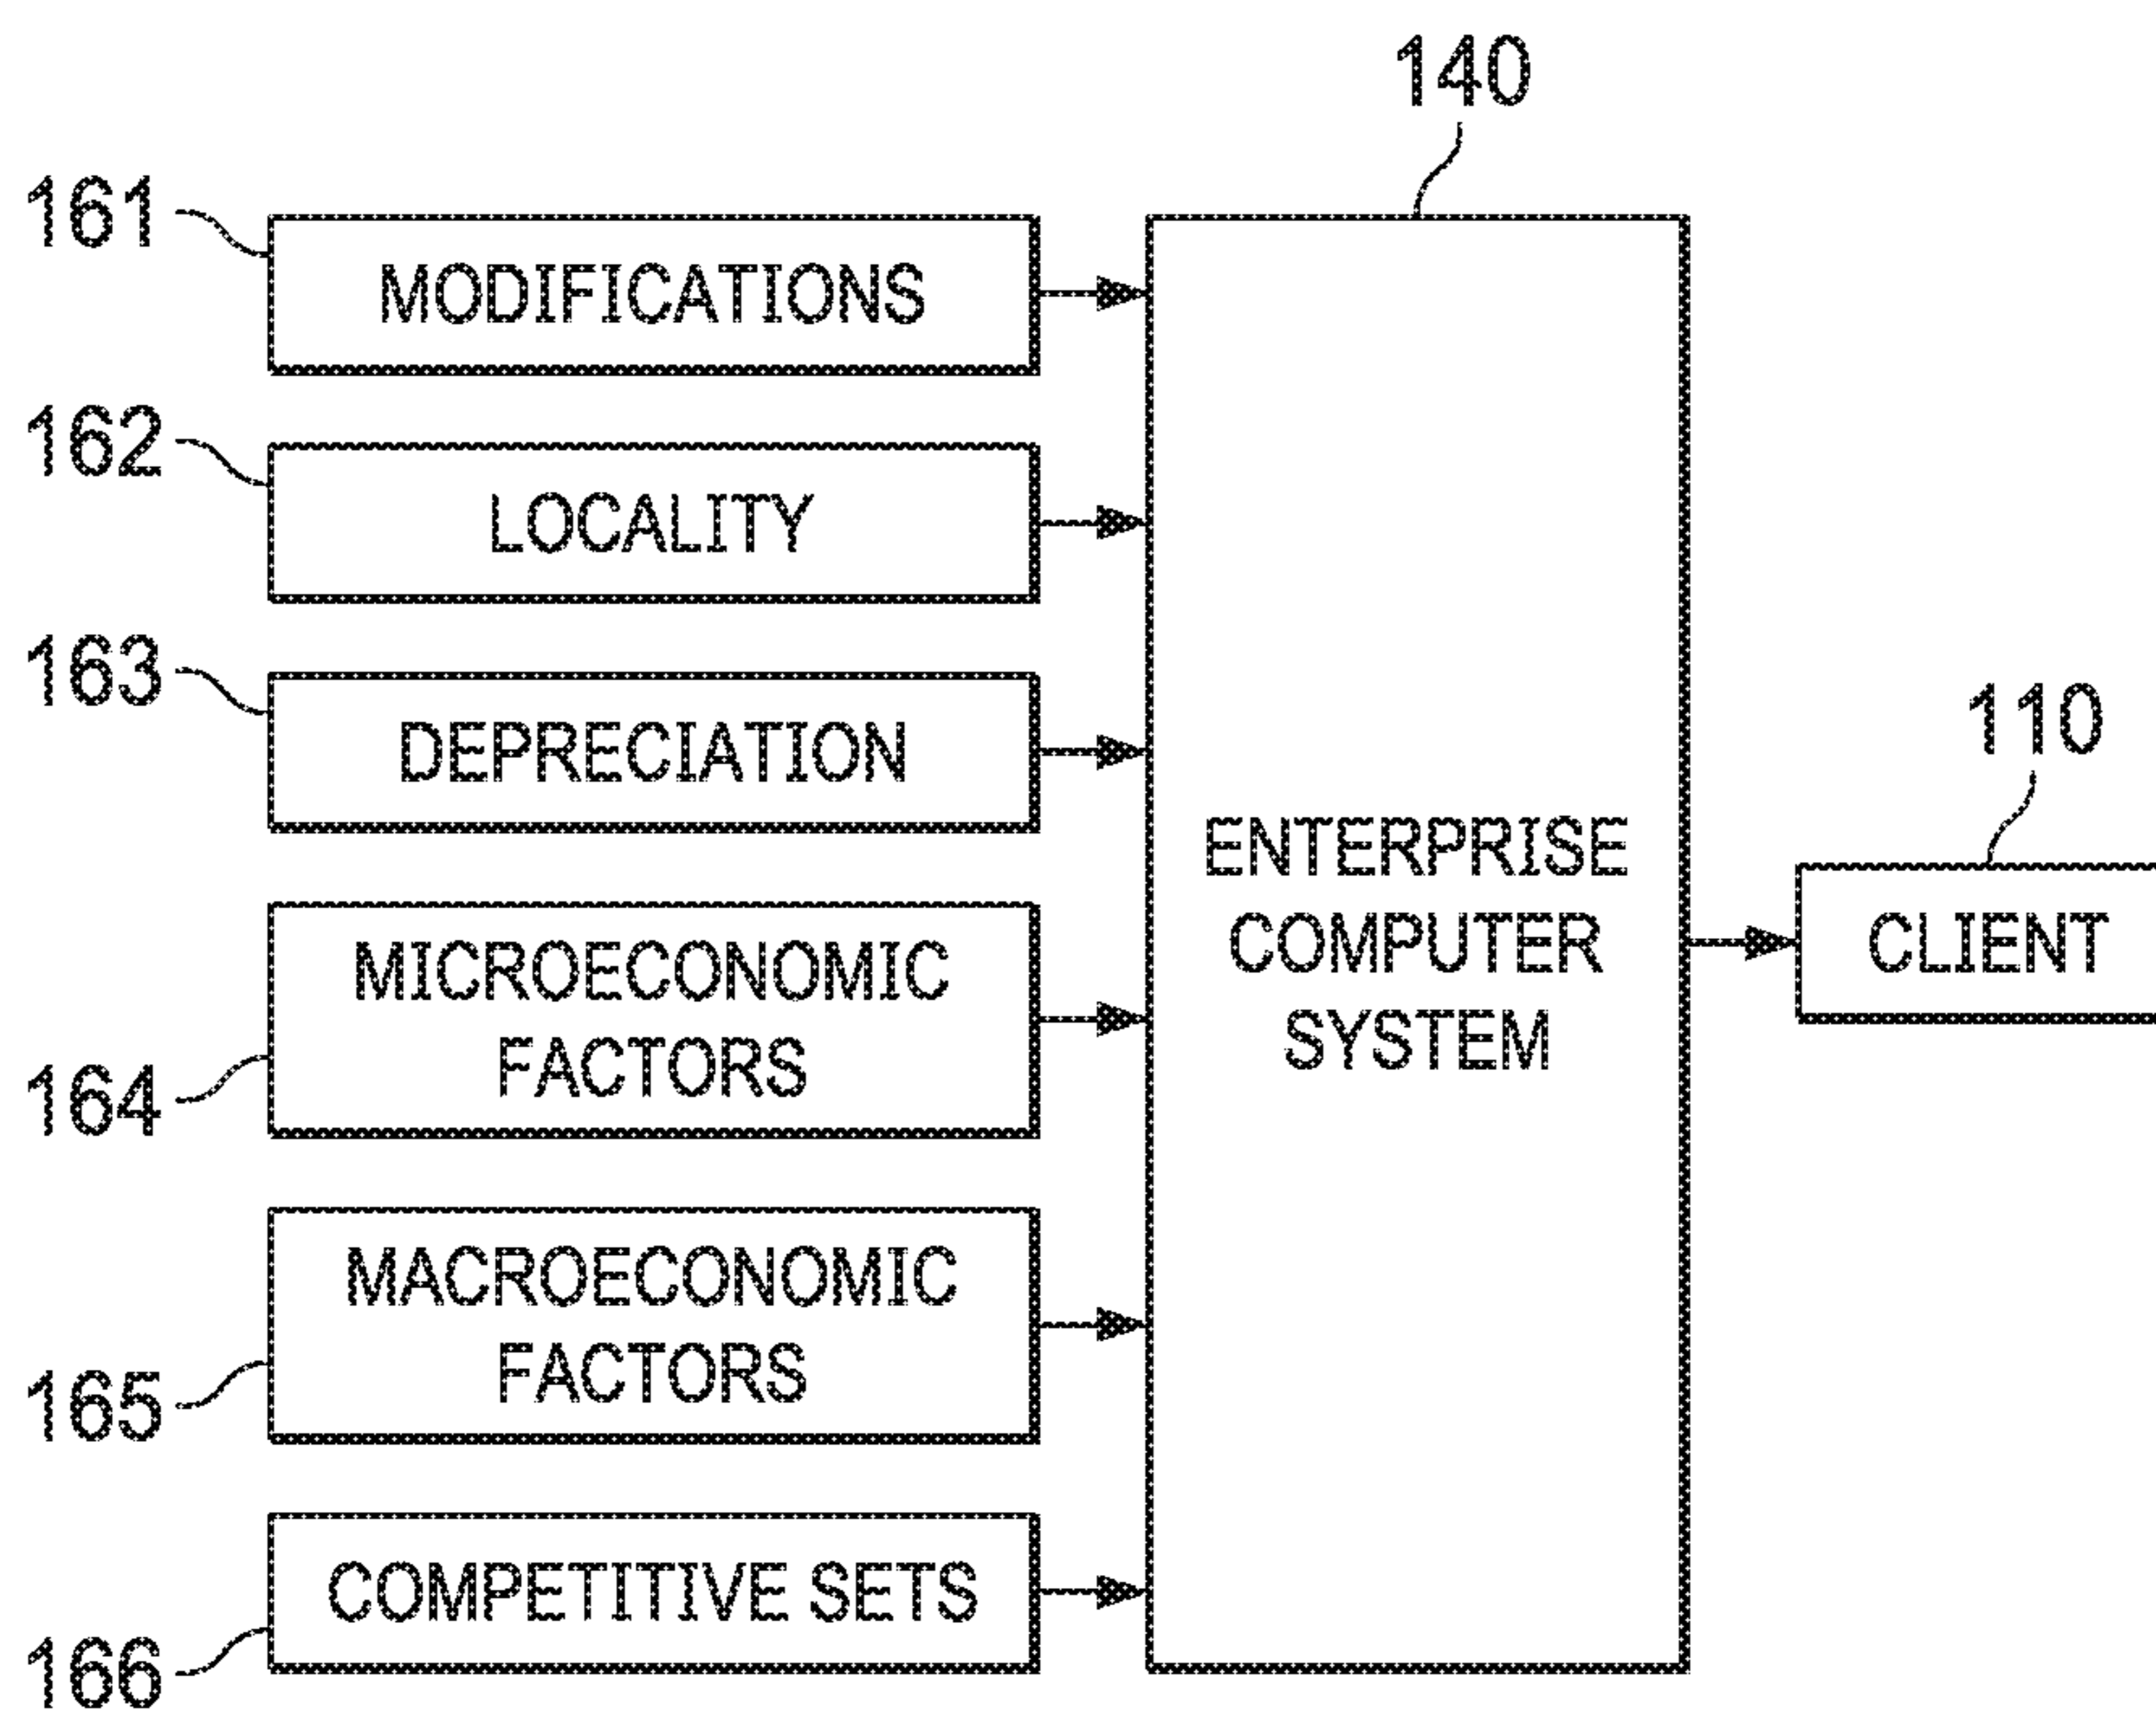 140
161
MODIFICATIONS
162
LOCALITY
163
DEPRECIATION
110
ENTERPRISE
COMPUTER
SYSTEM
CLIENT
MICROECONOMIC
FACTORS
164
MACROECONOMIC
FACTORS
165
COMPETITIVE SETS
166